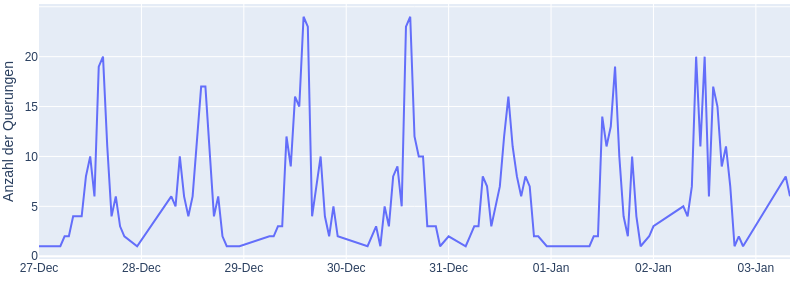 Anzahl der Querungen
20
15
10
5
0
27-Dec
28-Dec
29-Dec
30-Dec
31-Dec
01-Jan
02-Jan
03-Jan